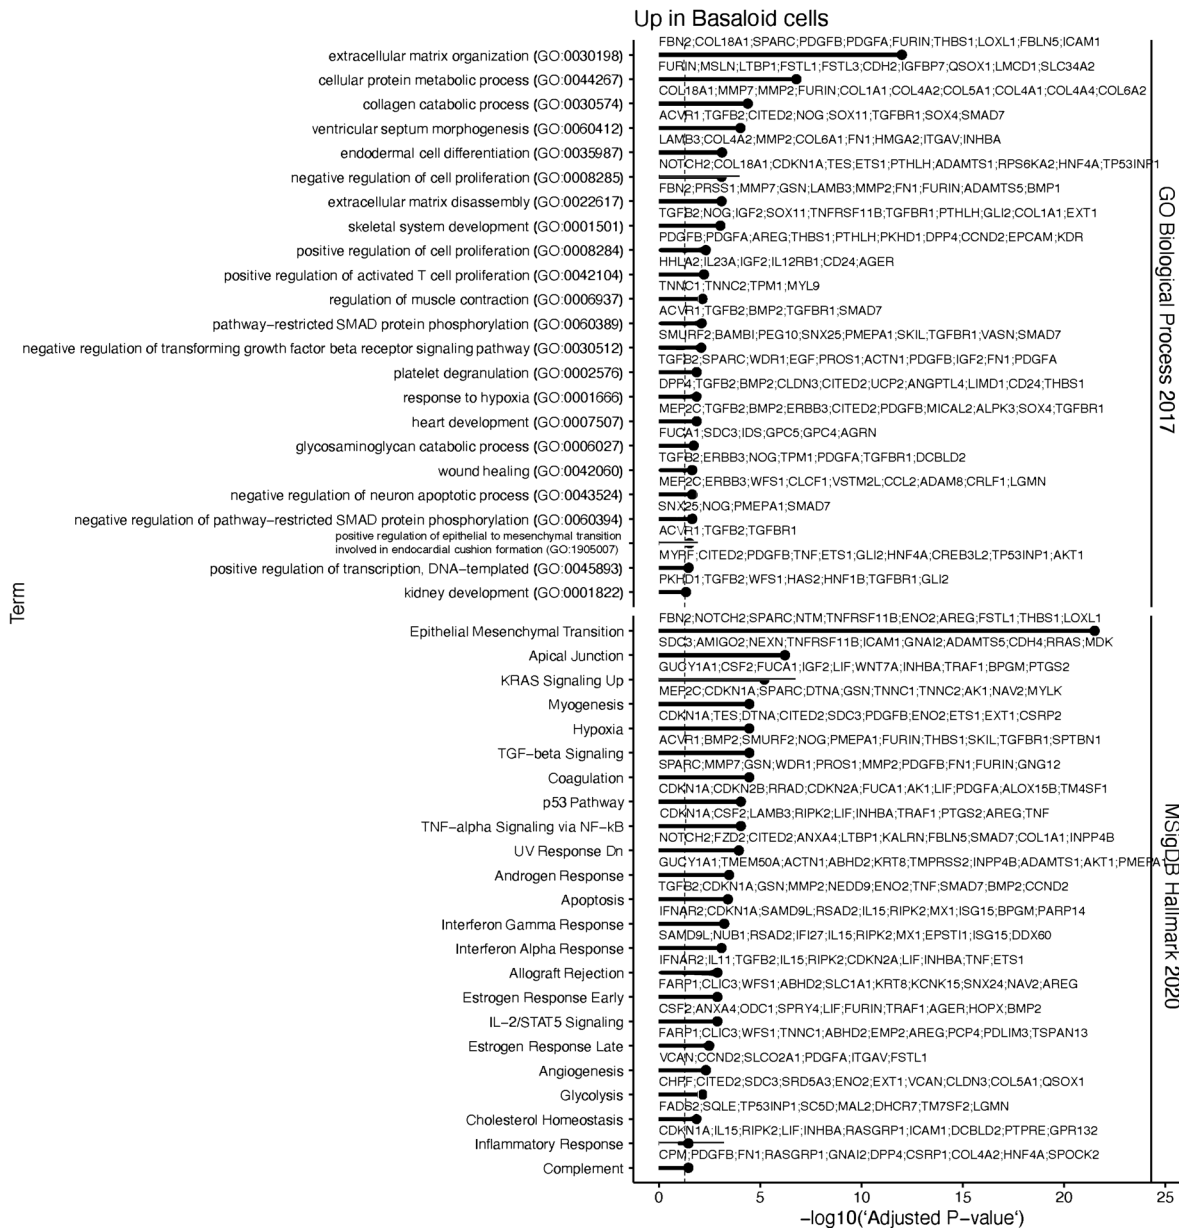 Up in Basaloid cells
FBN2;COL18A1;SPARC;PDGFB;PDGFA;FURIN;THBS1;LOXL1;FBLN5;ICAM1
extracellular matrix organization (GO:0030198)
FURIN;MSLN;LTBP1;FSTL1;FSTL3;CDH2;IGFBP7;QSOX1;LMCD1;SLC34A2
cellular protein metabolic process (GO:0044267)
COL18A1;MMP7;MMP2;FURIN;COL1A1;COL4A2;COL5A1;COL4A1;COL4A4;COL6A2
collagen catabolic process (GO:0030574)
ACVR1;TGFB2;CITED2;NOG;SOX11;TGFBR1;SOX4;SMAD7
ventricular septum morphogenesis (GO:0060412)
LAMB3;COL4A2;MMP2;COL6A1;FN1;HMGA2;ITGAV;INHBA
endodermal cell differentiation (GO:0035987)
NOTCH2;COL18A1;CDKN1A;TES;ETS1;PTHLH;ADAMTS1;RPS6KA2;HNF4A;TP53INP1
negative regulation of cell proliferation (GO:0008285)
FBN2;PRSS1;MMP7;GSN;LAMB3;MMP2;FN1;FURIN;ADAMTS5;BMP1
extracellular matrix disassembly (GO:0022617)
TGFB2;NOG;IGF2;SOX11;TNFRSF11B;TGFBR1;PTHLH;GLI2;COL1A1;EXT1
skeletal system development (GO:0001501)
PDGFB;PDGFA;AREG;THBS1;PTHLH;PKHD1;DPP4;CCND2;EPCAM;KDR
positive regulation of cell proliferation (GO:0008284)
HHLA2;IL23A;IGF2;IL12RB1;CD24;AGER
positive regulation of activated T cell proliferation (GO:0042104)
TNNC1;TNNC2;TPM1;MYL9
regulation of muscle contraction (GO:0006937)
ACVR1;TGFB2;BMP2;TGFBR1;SMAD7
pathway−restricted SMAD protein phosphorylation (GO:0060389)
SMURF2;BAMBI;PEG10;SNX25;PMEPA1;SKIL;TGFBR1;VASN;SMAD7
negative regulation of transforming growth factor beta receptor signaling pathway (GO:0030512)
TGFB2;SPARC;WDR1;EGF;PROS1;ACTN1;PDGFB;IGF2;FN1;PDGFA
platelet degranulation (GO:0002576)
DPP4;TGFB2;BMP2;CLDN3;CITED2;UCP2;ANGPTL4;LIMD1;CD24;THBS1
response to hypoxia (GO:0001666)
MEF2C;TGFB2;BMP2;ERBB3;CITED2;PDGFB;MICAL2;ALPK3;SOX4;TGFBR1
heart development (GO:0007507)
FUCA1;SDC3;IDS;GPC5;GPC4;AGRN
glycosaminoglycan catabolic process (GO:0006027)
TGFB2;ERBB3;NOG;TPM1;PDGFA;TGFBR1;DCBLD2
wound healing (GO:0042060)
MEF2C;ERBB3;WFS1;CLCF1;VSTM2L;CCL2;ADAM8;CRLF1;LGMN
negative regulation of neuron apoptotic process (GO:0043524)
SNX25;NOG;PMEPA1;SMAD7
negative regulation of pathway−restricted SMAD protein phosphorylation (GO:0060394)
ACVR1;TGFB2;TGFBR1
positive regulation of epithelial to mesenchymal transition
involved in endocardial cushion formation (GO:1905007)
MYRF;CITED2;PDGFB;TNF;ETS1;GLI2;HNF4A;CREB3L2;TP53INP1;AKT1
positive regulation of transcription, DNA−templated (GO:0045893)
PKHD1;TGFB2;WFS1;HAS2;HNF1B;TGFBR1;GLI2
kidney development (GO:0001822)
GO Biological Process 2017
Term
FBN2;NOTCH2;SPARC;NTM;TNFRSF11B;ENO2;AREG;FSTL1;THBS1;LOXL1
Epithelial Mesenchymal Transition
SDC3;AMIGO2;NEXN;TNFRSF11B;ICAM1;GNAI2;ADAMTS5;CDH4;RRAS;MDK
Apical Junction
GUCY1A1;CSF2;FUCA1;IGF2;LIF;WNT7A;INHBA;TRAF1;BPGM;PTGS2
KRAS Signaling Up
MEF2C;CDKN1A;SPARC;DTNA;GSN;TNNC1;TNNC2;AK1;NAV2;MYLK
Myogenesis
CDKN1A;TES;DTNA;CITED2;SDC3;PDGFB;ENO2;ETS1;EXT1;CSRP2
Hypoxia
ACVR1;BMP2;SMURF2;NOG;PMEPA1;FURIN;THBS1;SKIL;TGFBR1;SPTBN1
TGF−beta Signaling
SPARC;MMP7;GSN;WDR1;PROS1;MMP2;PDGFB;FN1;FURIN;GNG12
Coagulation
CDKN1A;CDKN2B;RRAD;CDKN2A;FUCA1;AK1;LIF;PDGFA;ALOX15B;TM4SF1
p53 Pathway
CDKN1A;CSF2;LAMB3;RIPK2;LIF;INHBA;TRAF1;PTGS2;AREG;TNF
TNF−alpha Signaling via NF−kB
NOTCH2;FZD2;CITED2;ANXA4;LTBP1;KALRN;FBLN5;SMAD7;COL1A1;INPP4B
UV Response Dn
GUCY1A1;TMEM50A;ACTN1;ABHD2;KRT8;TMPRSS2;INPP4B;ADAMTS1;AKT1;PMEPA1
Androgen Response
TGFB2;CDKN1A;GSN;MMP2;NEDD9;ENO2;TNF;SMAD7;BMP2;CCND2
Apoptosis
IFNAR2;CDKN1A;SAMD9L;RSAD2;IL15;RIPK2;MX1;ISG15;BPGM;PARP14
Interferon Gamma Response
SAMD9L;NUB1;RSAD2;IFI27;IL15;RIPK2;MX1;EPSTI1;ISG15;DDX60
Interferon Alpha Response
IFNAR2;IL11;TGFB2;IL15;RIPK2;CDKN2A;LIF;INHBA;TNF;ETS1
Allograft Rejection
FARP1;CLIC3;WFS1;ABHD2;SLC1A1;KRT8;KCNK15;SNX24;NAV2;AREG
Estrogen Response Early
CSF2;ANXA4;ODC1;SPRY4;LIF;FURIN;TRAF1;AGER;HOPX;BMP2
IL−2/STAT5 Signaling
FARP1;CLIC3;WFS1;TNNC1;ABHD2;EMP2;AREG;PCP4;PDLIM3;TSPAN13
Estrogen Response Late
VCAN;CCND2;SLCO2A1;PDGFA;ITGAV;FSTL1
Angiogenesis
CHPF;CITED2;SDC3;SRD5A3;ENO2;EXT1;VCAN;CLDN3;COL5A1;QSOX1
Glycolysis
FADS2;SQLE;TP53INP1;SC5D;MAL2;DHCR7;TM7SF2;LGMN
Cholesterol Homeostasis
CDKN1A;IL15;RIPK2;LIF;INHBA;RASGRP1;ICAM1;DCBLD2;PTPRE;GPR132
Inflammatory Response
CPM;PDGFB;FN1;RASGRP1;GNAI2;DPP4;CSRP1;COL4A2;HNF4A;SPOCK2
Complement
MSigDB Hallmark 2020
0 5 10 15 20 25
−log10(‘Adjusted P−value‘)